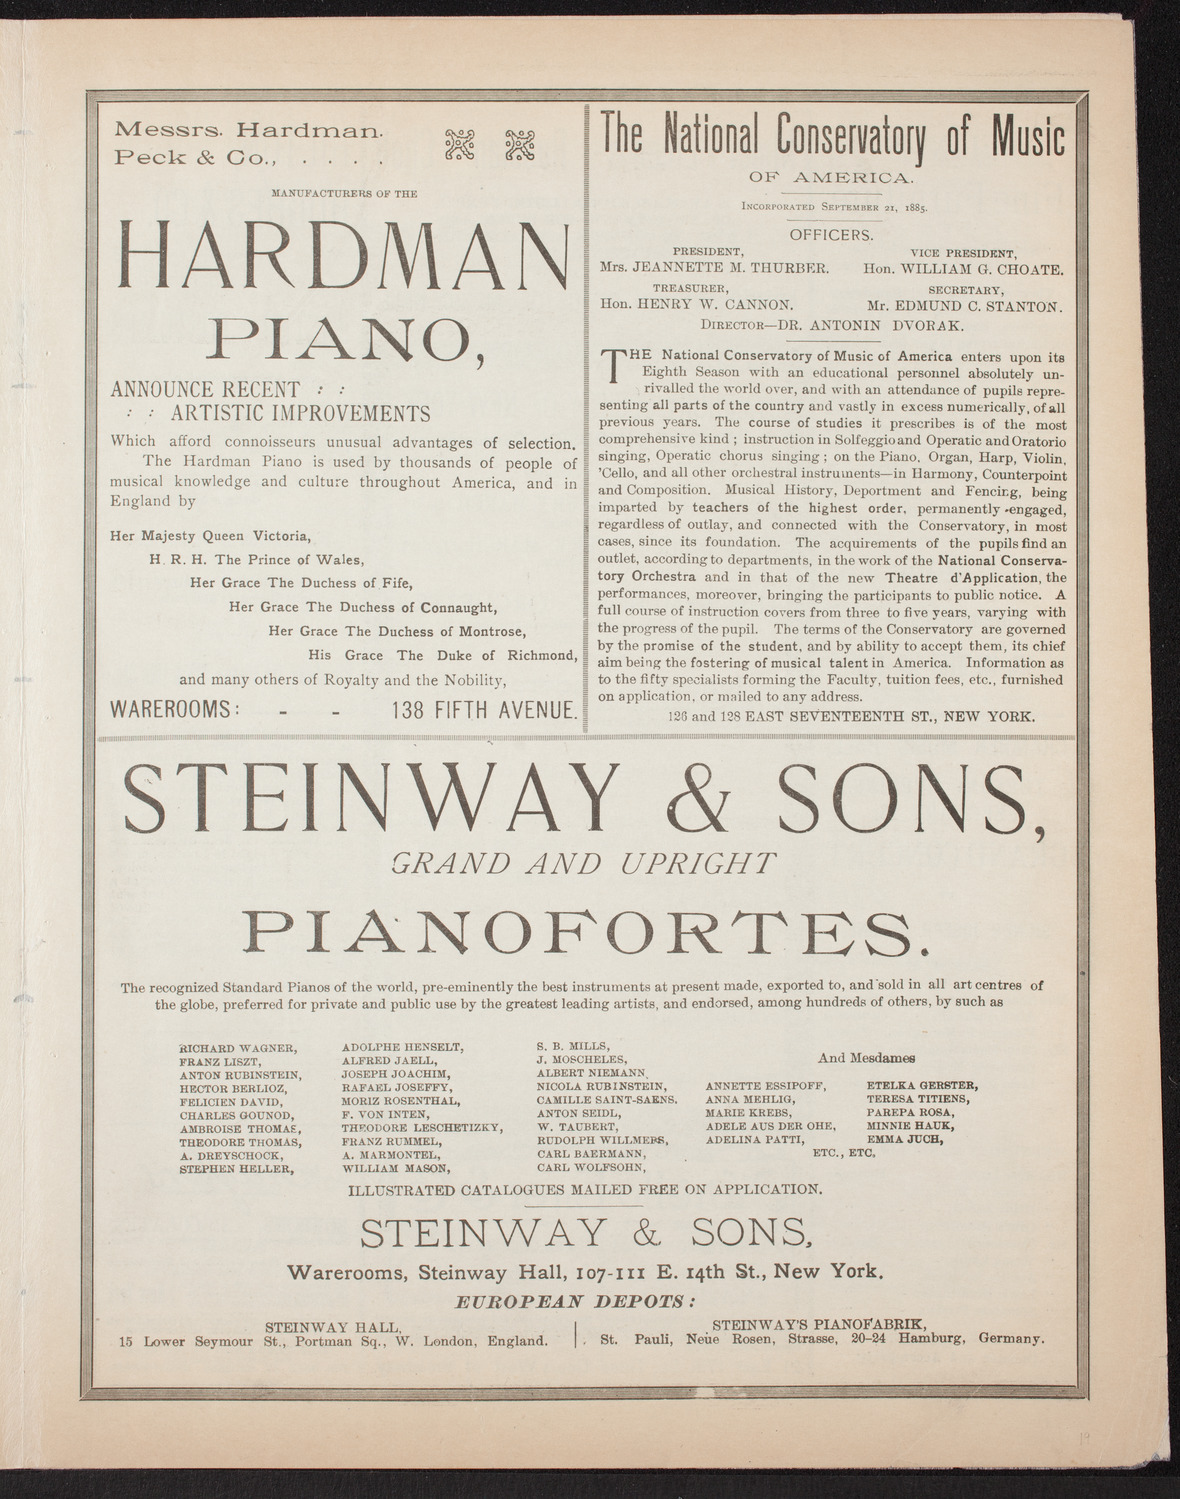 Messrs. Hardman.
Peck & Co., . . . .
MANUFACTURERS OF THE
HARDMAN
PIANO,
ANNOUNCE RECENT : :
: : ARTISTIC IMPROVEMENTS
Which afford connoisseurs unusual advantages of selection.
The Hardman Piano is used by thousands of people of
musical knowledge and culture throughout America, and in
England by
Her Majesty Queen Victoria,
H. R. H. The Prince of Wales,
Her Grace The Duchess of Fife,
Her Grace The Duchess of Connaught,
Her Grace The Duchess of Montrose,
His Grace The Duke of Richmond,
and many others of Royalty and the Nobility,
WAREROOMS: - - 138 FIFTH AVENUE.
The National Conservatory of Music
OF AMERICA.
INCORPORATED SEPTEMBER 21, 1885.
OFFICERS.
PRESIDENT, VICE PRESIDENT,
Mrs. JEANNETTE M. THURBER. Hon. WILLIAM G. CHOATE.
TREASURER, SECRETARY,
Hon. HENRY W. CANNON. Mr. EDMUND C. STANTON.
DIRECTOR—DR. ANTONIN DVORAK.
THE National Conservatory of Music of America enters upon its
Eighth Season with an educational personnel absolutely un-
rivalled the world over, and with an attendance of pupils repre-
senting all parts of the country and vastly in excess numerically, of all
previous years. The course of studies it prescribes is of the most
comprehensive kind ; instruction in Solfeggio and Operatic and Oratorio
singing, Operatic chorus singing ; on the Piano, Organ, Harp, Violin,
'Cello, and all other orchestral instruments—in Harmony, Counterpoint
and Composition. Musical History, Deportment and Fencing, being
imparted by teachers of the highest order, permanently engaged,
regardless of outlay, and connected with the Conservatory, in most
cases, since its foundation. The acquirements of the pupils find an
outlet, according to departments, in the work of the National Conserva-
tory Orchestra and in that of the new Theatre d'Application, the
performances, moreover, bringing the participants to public notice. A
full course of instruction covers from three to five years, varying with
the progress of the pupil. The terms of the Conservatory are governed
by the promise of the student, and by ability to accept them, its chief
aim being the fostering of musical talent in America. Information as
to the fifty specialists forming the Faculty, tuition fees, etc., furnished
on application, or mailed to any address.
126 and 128 EAST SEVENTEENTH ST., NEW YORK.
STEINWAY & SONS,
GRAND AND UPRIGHT
PIANOFORTES.
The recognized Standard Pianos of the world, pre-eminently the best instruments at present made, exported to, and sold in all art centres of
the globe, preferred for private and public use by the greatest leading artists, and endorsed, among hundreds of others, by such as
RICHARD WAGNER,
FRANZ LISZT,
ANTON RUBINSTEIN,
HECTOR BERLIOZ,
FELICIEN DAVID,
CHARLES GOUNOD,
AMBROISE THOMAS,
THEODORE THOMAS,
A. DREYSCHOCK,
STEPHEN HELLER,
ADOLPHE HENSELT,
ALFRED JAELL,
JOSEPH JOACHIM,
RAFAEL JOSEFFY,
MORIZ ROSENTHAL,
F. VON INTEN,
THEODORE LESCHETIZKY,
FRANZ RUMMEL,
A. MARMONTEL,
WILLIAM MASON,
S. B. MILLS,
J. MOSCHELES,
ALBERT NIEMANN,
NICOLA RUBINSTEIN,
CAMILLE SAINT-SAENS.
ANTON SEIDL,
W. TAUBERT,
RUDOLPH WILLMERS,
CARL BAERMANN,
CARL WOLFSOHN,
And Mesdames
ANNETTE ESSIPOFF,
ANNA MEHLIG,
MARIE KREBS,
ADELE AUS DER OHE,
ADELINA PATTI,
ETELKA GERSTER,
TERESA TITIENS,
PAREPA ROSA,
MINNIE HAUK,
EMMA JUCH,
ETC., ETC.
ILLUSTRATED CATALOGUES MAILED FREE ON APPLICATION.
STEINWAY & SONS,
Warerooms, Steinway Hall, 107-111 E. 14th St., New York.
EUROPEAN DEPOTS:
STEINWAY HALL,
15 Lower Seymour St., Portman Sq., W. London, England.
STEINWAY'S PIANOFABRIK,
St. Pauli, Neue Rosen, Strasse, 20-24 Hamburg, Germany.
19